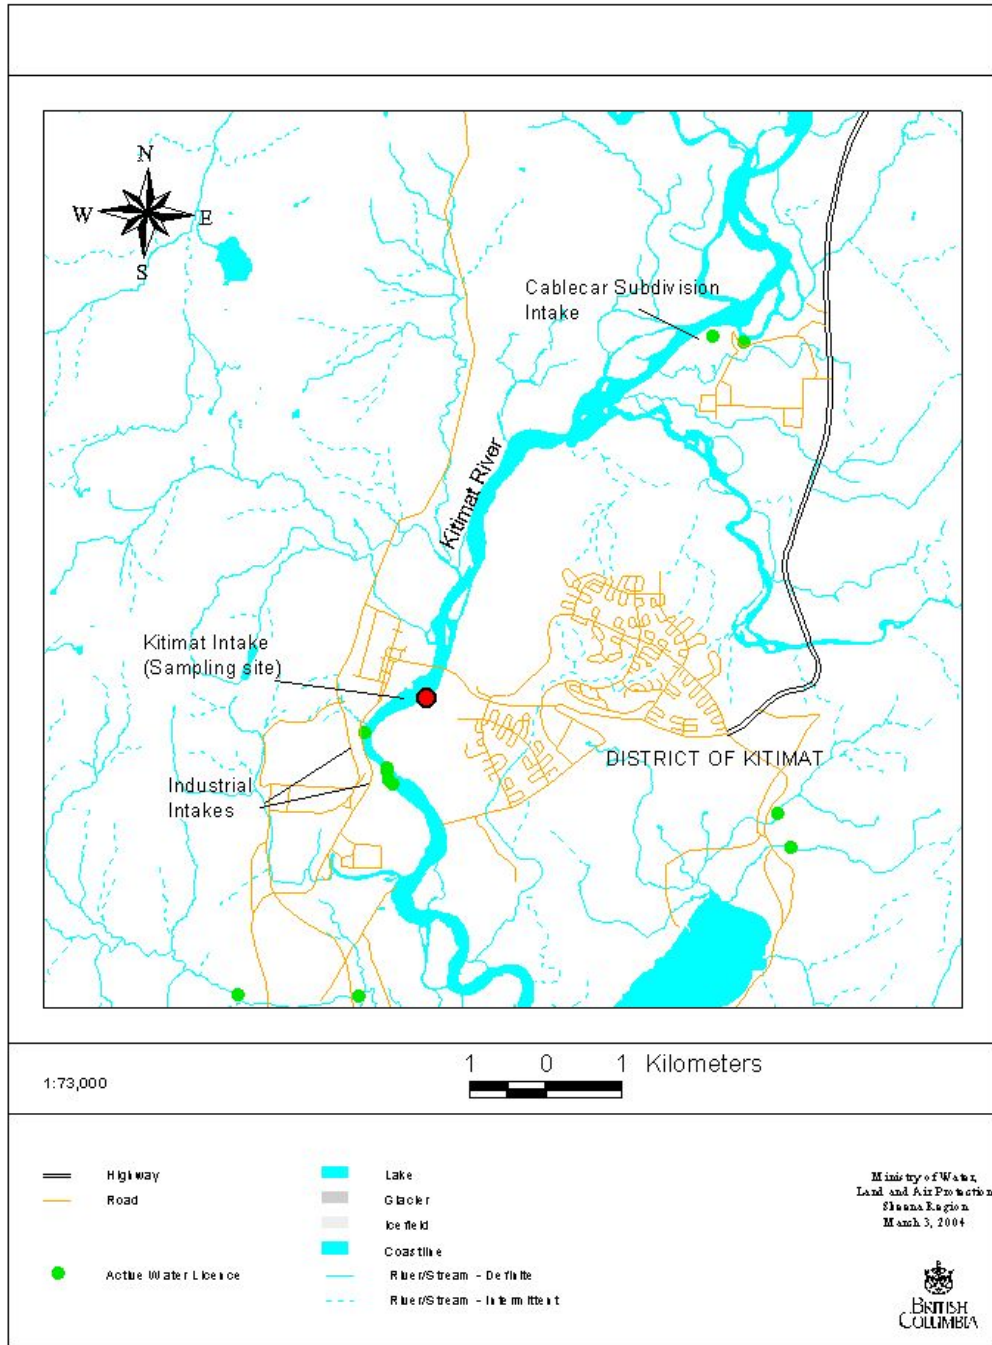 N
W
E
S
Cablecar Subdivision
Intake
Kitimat River
Kitimat Intake
(Sampling site)
DISTRICT OF KITIMAT
Industrial
Intakes
1:73,000
1 0 1 Kilometers
Highway
Road
Active Water Licence
Lake
Glacier
Icefield
Coastline
River/Stream - Definite
River/Stream - Intermittent
Ministry of Water,
Land and Air Protection
Skeena Region
March 3, 2004
BRITISH
COLUMBIA